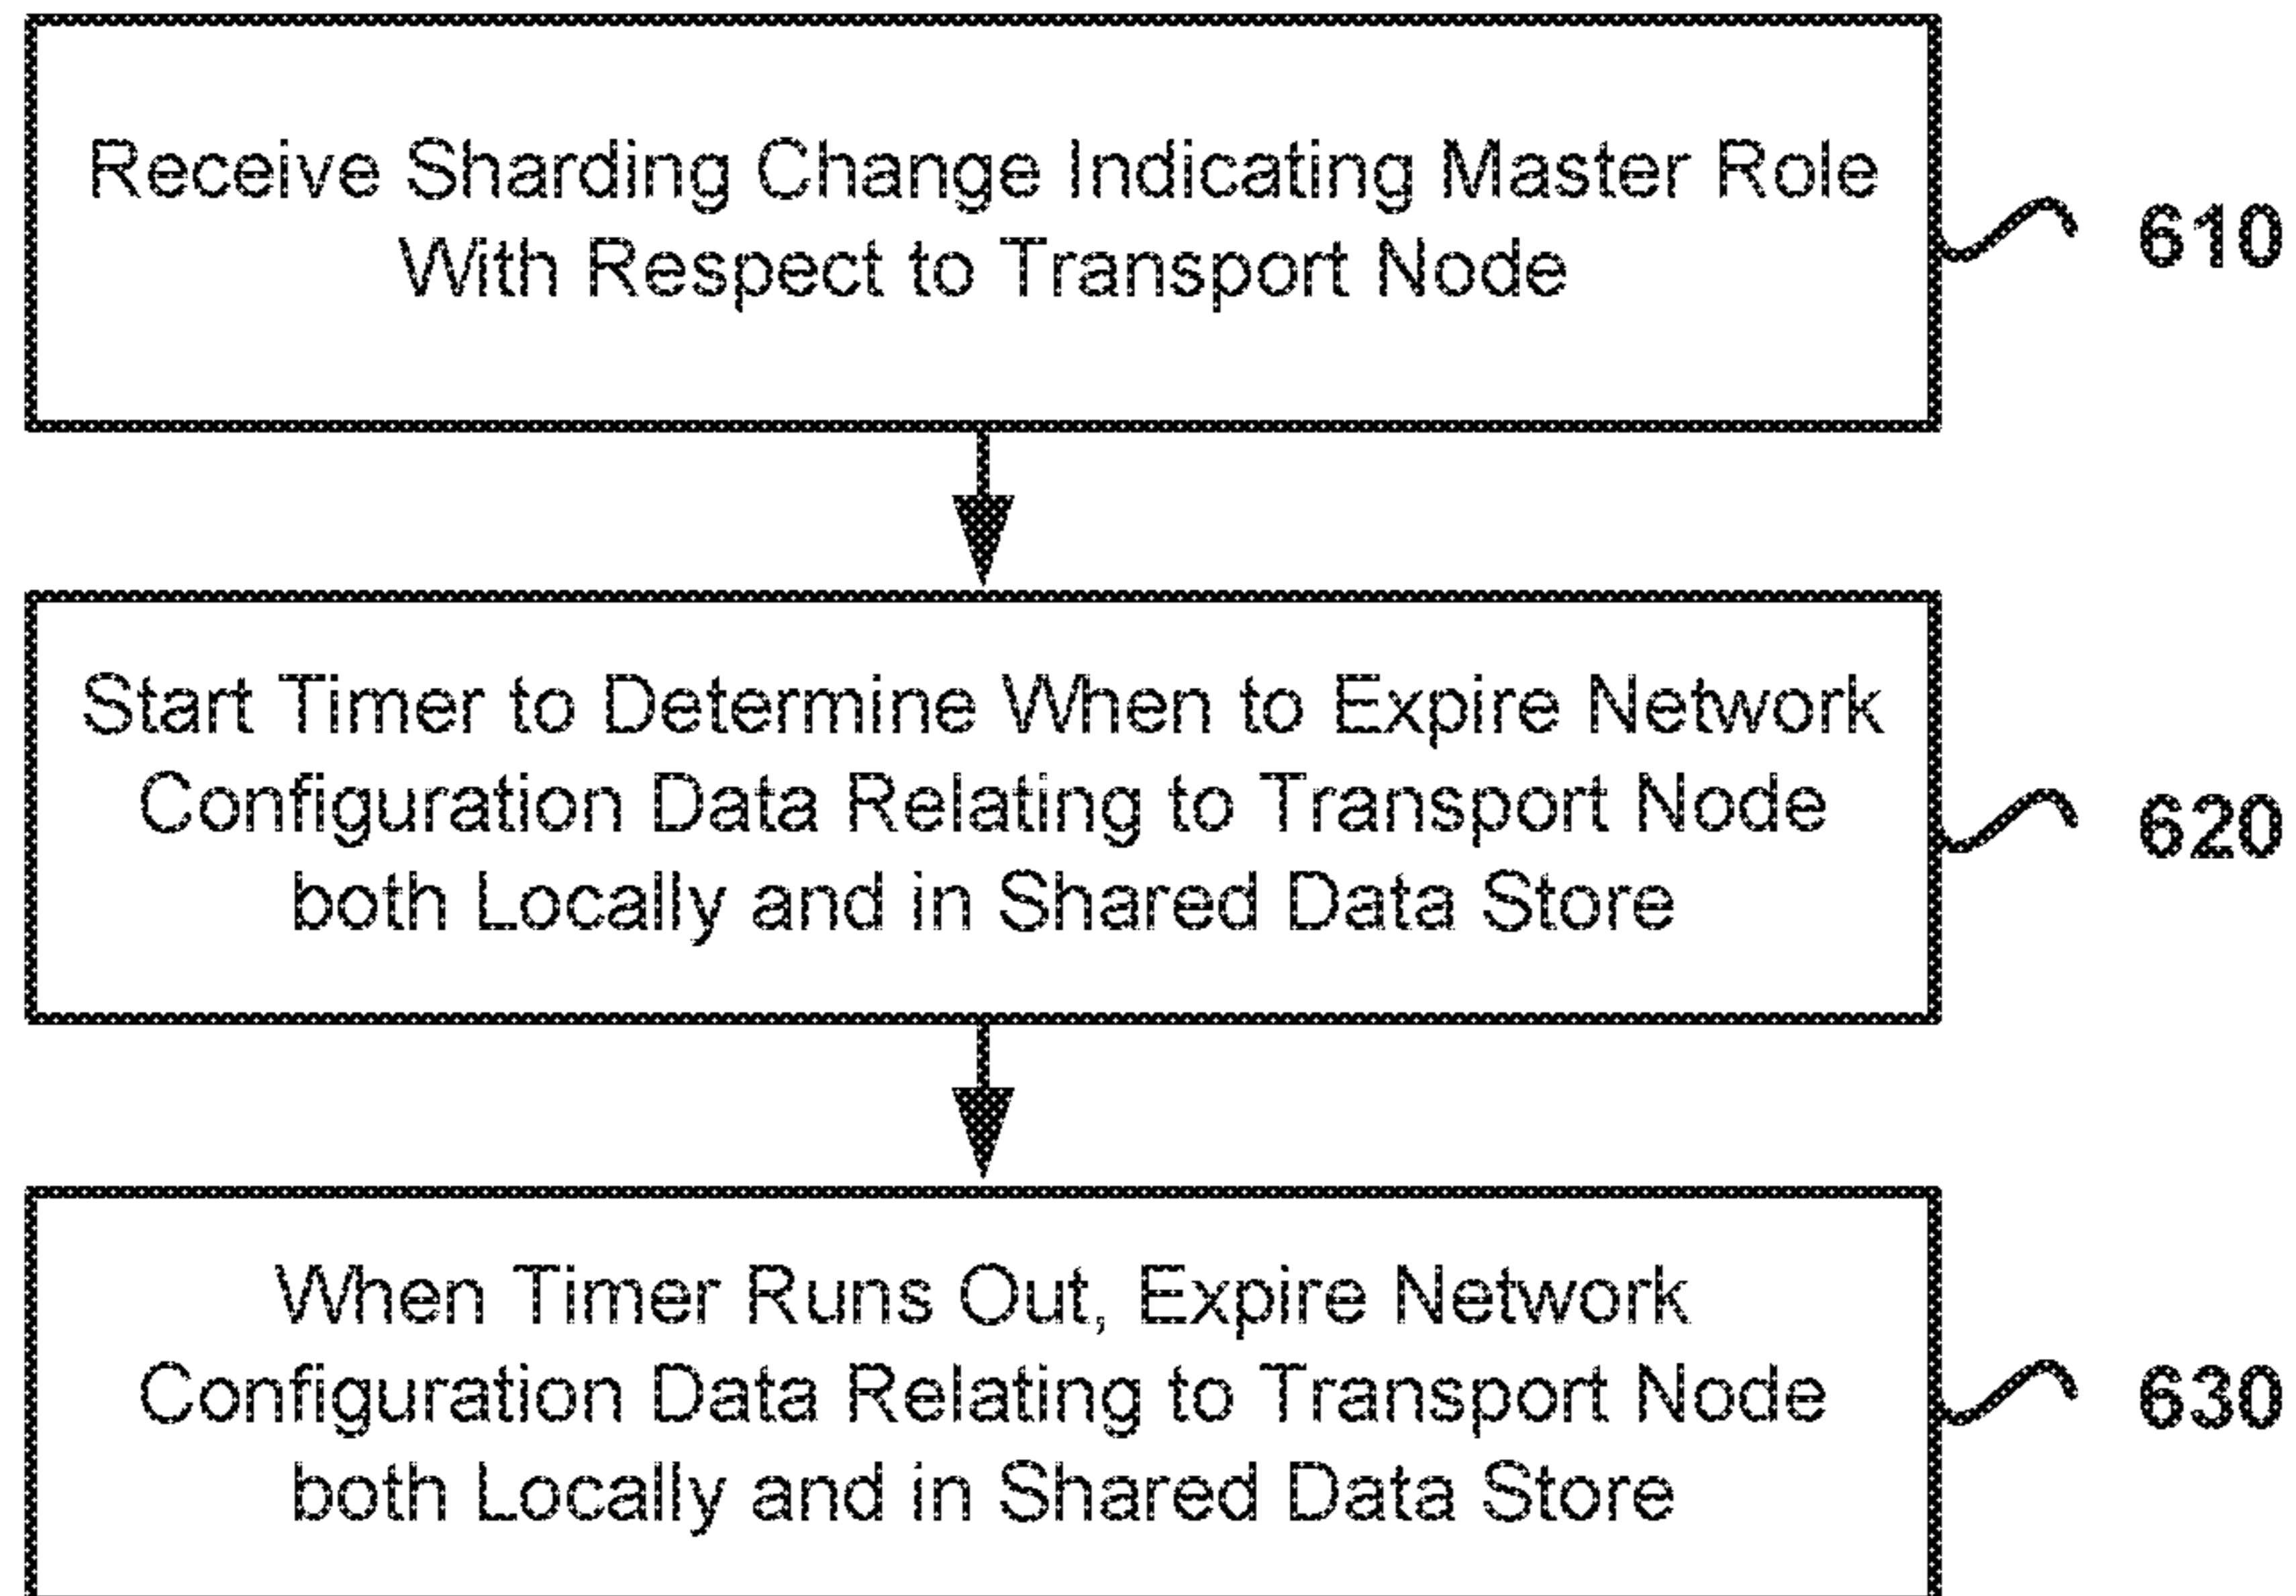 Receive Sharding Change Indicating Master Role
With Respect to Transport Node
610
Start Timer to Determine When to Expire Network
Configuration Data Relating to Transport Node
both Locally and in Shared Data Store
620
When Timer Runs Out, Expire Network
Configuration Data Relating to Transport Node
both Locally and in Shared Data Store
630